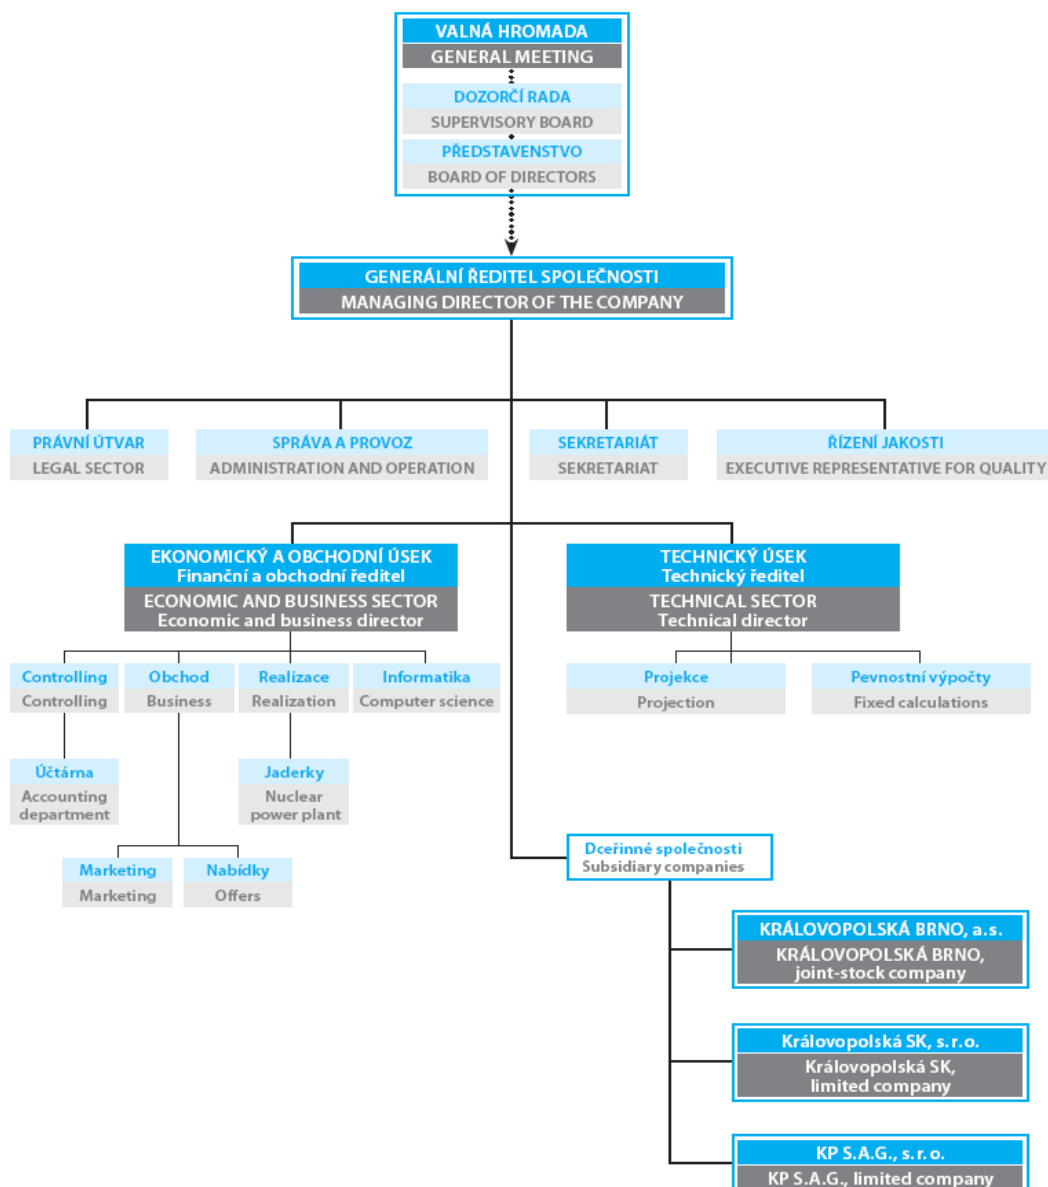 VALNÁ HROMADA
GENERAL MEETING
DOZORČÍ RADA
SUPERVISORY BOARD
PŘEDSTAVENSTVO
BOARD OF DIRECTORS
GENERÁLNÍ ŘEDITEL SPOLEČNOSTI
MANAGING DIRECTOR OF THE COMPANY
PRÁVNÍ ÚTVAR
LEGAL SECTOR
SPRÁVA A PROVOZ
ADMINISTRATION AND OPERATION
SEKRETARIÁT
SEKRETARIAT
ŘÍZENÍ JAKOSTI
EXECUTIVE REPRESENTATIVE FOR QUALITY
EKONOMICKÝ A OBCHODNÍ ÚSEK
Finanční a obchodní ředitel
ECONOMIC AND BUSINESS SECTOR
Economic and business director
TECHNICKÝ ÚSEK
Technický ředitel
TECHNICAL SECTOR
Technical director
Controlling
Controlling
Obchod
Business
Realizace
Realization
Informatika
Computer science
Projekce
Projection
Pevnostní výpočty
Fixed calculations
Účtárna
Accounting
department
Jaderky
Nuclear
power plant
Marketing
Marketing
Nabídky
Offers
Dceřinné společnosti
Subsidiary companies
KRÁLOVOPOLSKÁ BRNO, a.s.
KRÁLOVOPOLSKÁ BRNO,
joint-stock company
Královopolská SK, s.r.o.
Královopolská SK,
limited company
KP S.A.G., s.r.o.
KP S.A.G., limited company